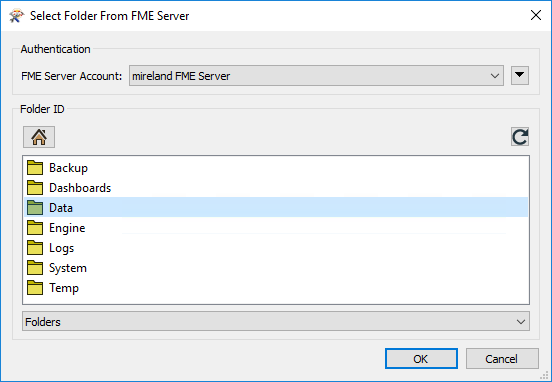 Select Folder From FME Server
Authentication
FME Server Account: mireland FME Server
Folder ID
Backup
Dashboards
Data
Engine
Logs
System
Temp
Folders
OK Cancel